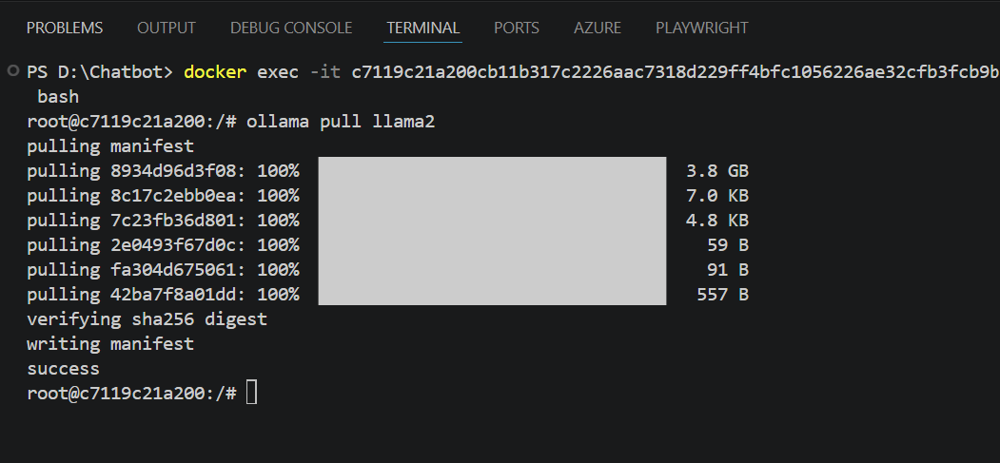 PROBLEMS OUTPUT DEBUG CONSOLE TERMINAL PORTS AZURE PLAYWRIGHT
PS D:\Chatbot> docker exec -it c7119c21a200cb11b317c2226aac7318d229ff4bfc1056226ae32cfb3fcb9b
bash
root@c7119c21a200:/# ollama pull llama2
pulling manifest
pulling 8934d96d3f08: 100% 3.8 GB
pulling 8c17c2ebb0ea: 100% 7.0 KB
pulling 7c23fb36d801: 100% 4.8 KB
pulling 2e0493f67d0c: 100% 59 B
pulling fa304d675061: 100% 91 B
pulling 42ba7f8a01dd: 100% 557 B
verifying sha256 digest
writing manifest
success
root@c7119c21a200:/#